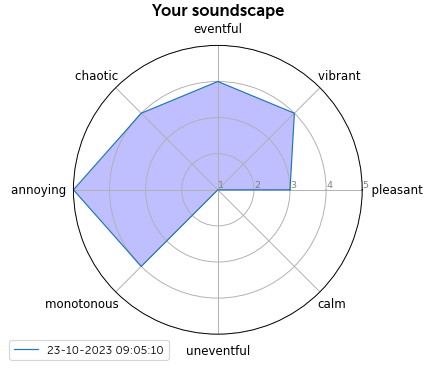 Your soundscape
eventful
chaotic
vibrant
annoying
1
2
3
4
5
pleasant
monotonous
calm
uneventful
23-10-2023 09:05:10